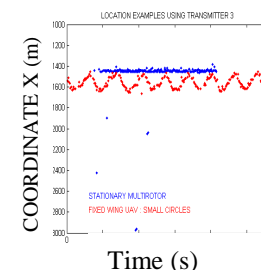 LOCATION EXAMPLES USING TRANSMITTER 3
COORDINATE X (m)
1000
1200
1400
1600
1800
2000
2200
2400
2600
2800
3000
STATIONARY MULTIROTOR
FIXED WING UAV : SMALL CIRCLES
0
Time (s)